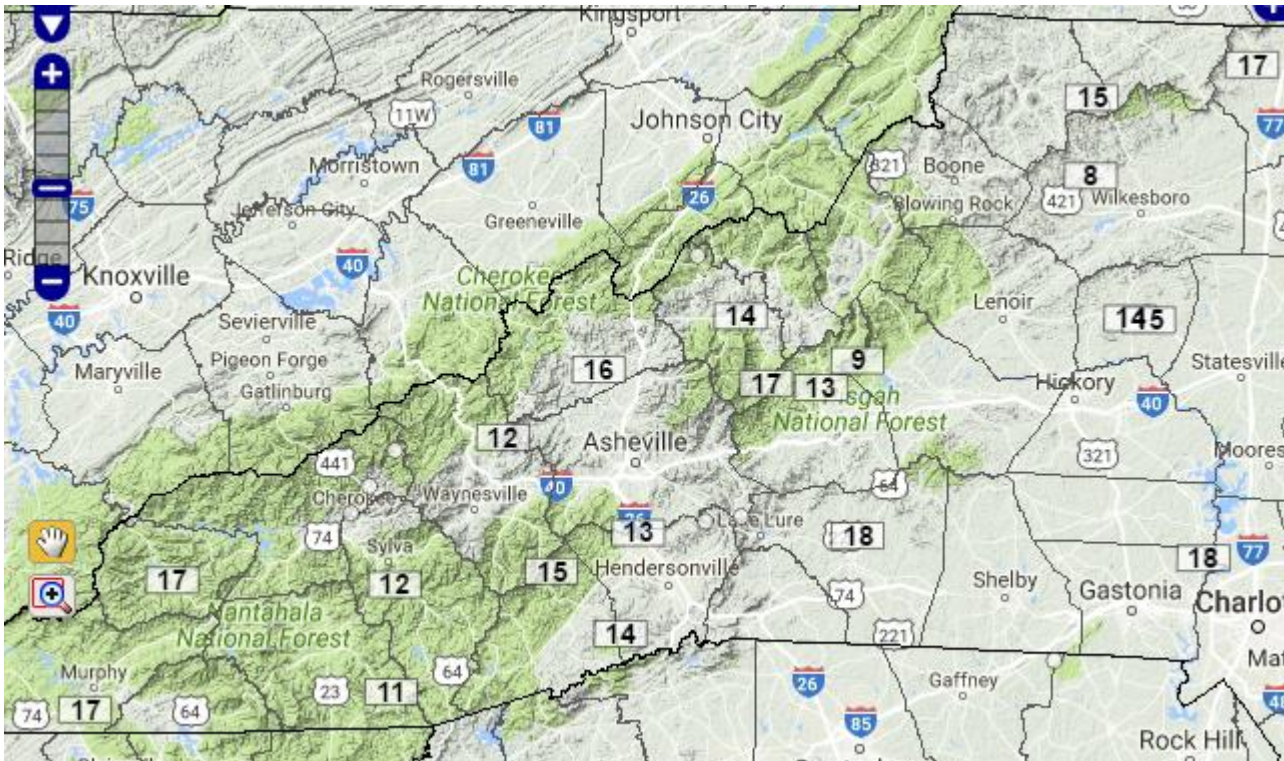 Kingsport
Rogersville
17
15
11W
81
Johnson City
77
Morristown
81
321
Boone
8
75
26
421
Wilkesboro
Jefferson City
Greeneville
Blowing Rock
Ridge
40
Knoxville
Cherokee
National Forest
Lenoir
40
Sevierville
14
145
Pigeon Forge
16
9
Statesville
Maryville
Gatlinburg
17
13
Hickory
40
National Forest
12
Asheville
441
321
Cherokee
Waynesville
40
64
74
26
13
Lake Lure
18
Sylva
18
77
17
12
15
Hendersonville
Shelby
Gastonia
74
Nantahala
National Forest
14
221
Murphy
64
Gaffney
74
17
64
23
11
26
85
Rock Hill